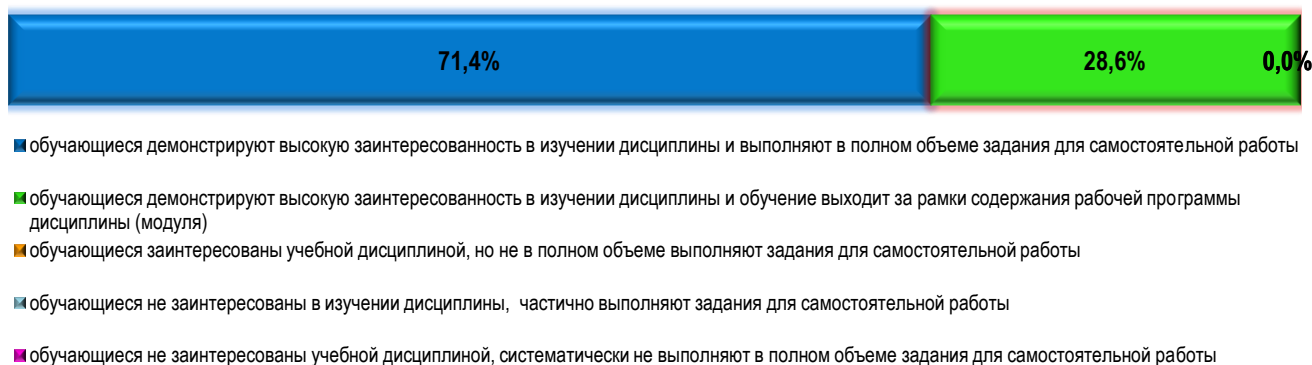 71,4% 28,6% 0,0%
обучающиеся демонстрируют высокую заинтересованность в изучении дисциплины и выполняют в полном объеме задания для самостоятельной работы
обучающиеся демонстрируют высокую заинтересованность в изучении дисциплины и обучение выходит за рамки содержания рабочей программы
дисциплины (модуля)
обучающиеся заинтересованы учебной дисциплиной, но не в полном объеме выполняют задания для самостоятельной работы
обучающиеся не заинтересованы в изучении дисциплины, частично выполняют задания для самостоятельной работы
обучающиеся не заинтересованы учебной дисциплиной, систематически не выполняют в полном объеме задания для самостоятельной работы